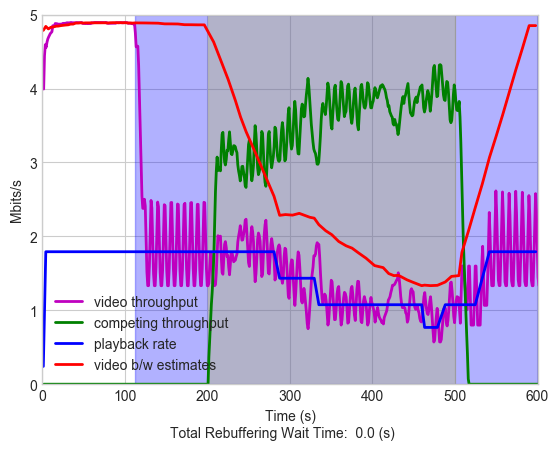 5
4
3
2
1
0
Mbits/s
video throughput
competing throughput
playback rate
video b/w estimates
0 100 200 300 400 500 600
Time (s)
Total Rebuffering Wait Time:  0.0 (s)